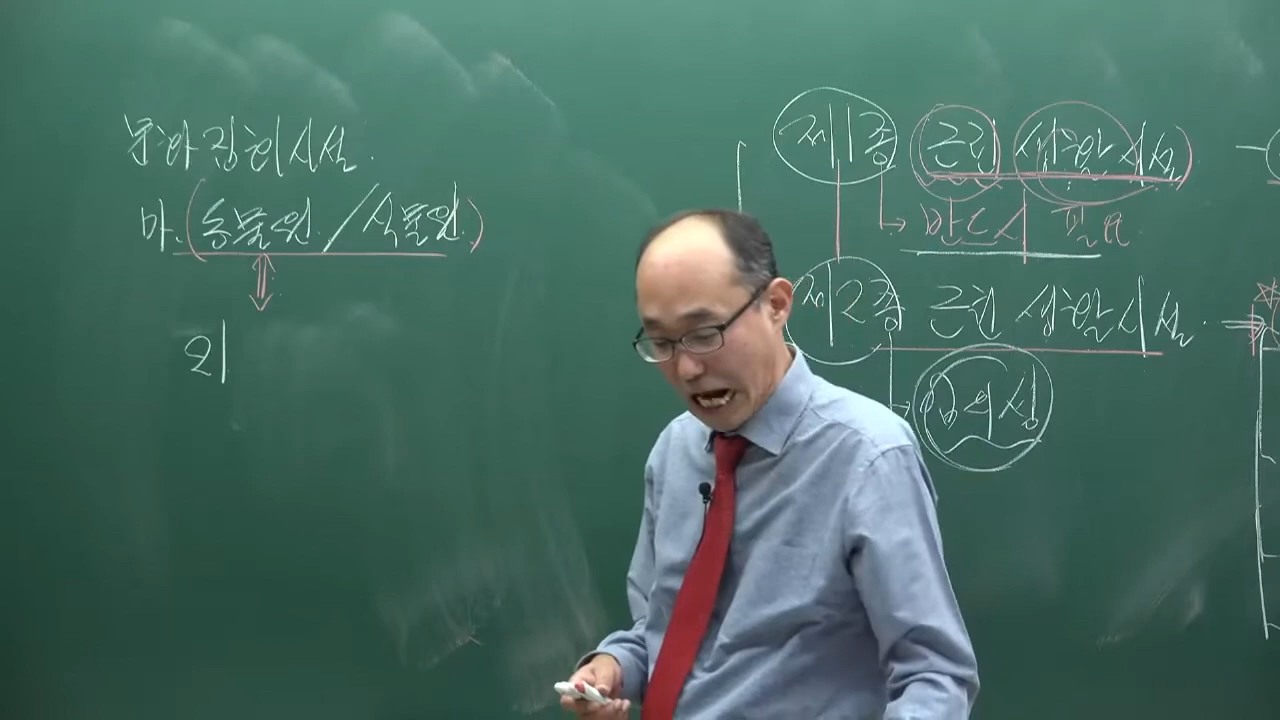 문화 집회시설.
마. (동물원 / 식물원.)
외
제1종 근린 생활시설)
→ 반드시 필요
제2종 근린 생활시설.
→ 편의성